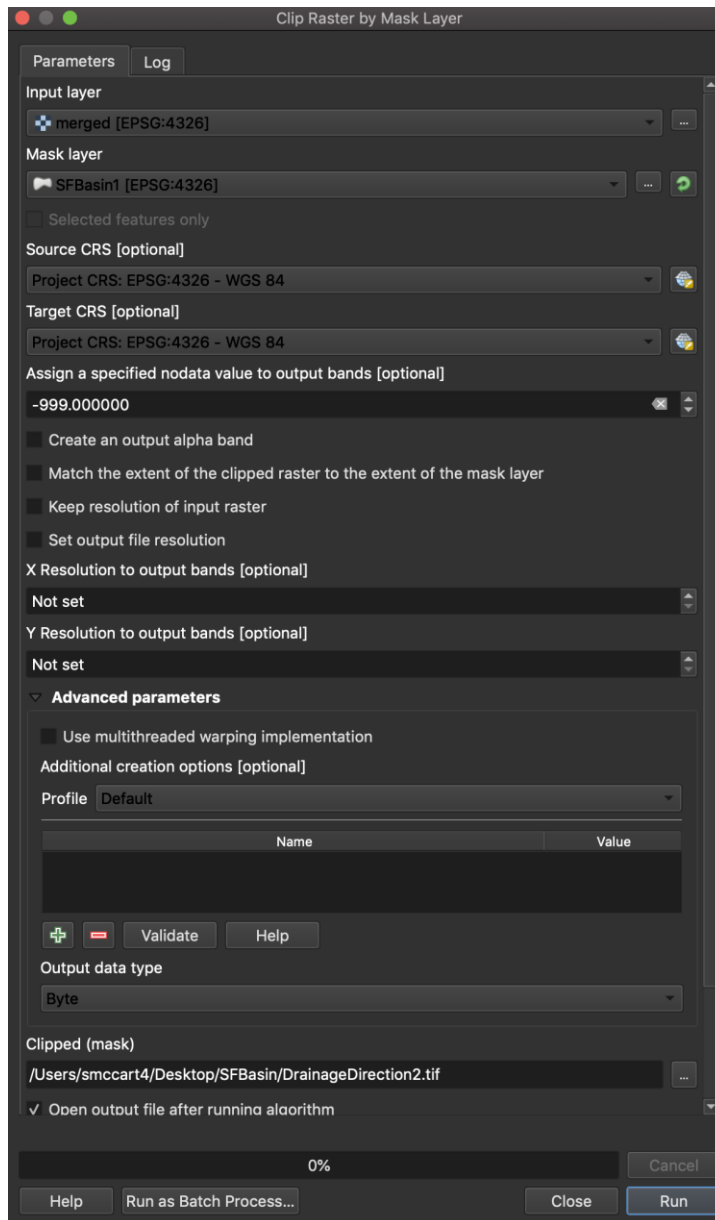 Clip Raster by Mask Layer
Parameters Log
Input layer
merged [EPSG:4326]
...
Mask layer
SFBasin1 [EPSG:4326]
...
Selected features only
Source CRS [optional]
Project CRS: EPSG:4326 - WGS 84
Target CRS [optional]
Project CRS: EPSG:4326 - WGS 84
Assign a specified nodata value to output bands [optional]
-999.000000
Create an output alpha band
Match the extent of the clipped raster to the extent of the mask layer
Keep resolution of input raster
Set output file resolution
X Resolution to output bands [optional]
Not set
Y Resolution to output bands [optional]
Not set
Advanced parameters
Use multithreaded warping implementation
Additional creation options [optional]
Profile Default
Name Value
Validate Help
Output data type
Byte
Clipped (mask)
/Users/smccart4/Desktop/SFBasin/DrainageDirection2.tif
...
Open output file after running algorithm
0% Cancel
Help Run as Batch Process... Close Run